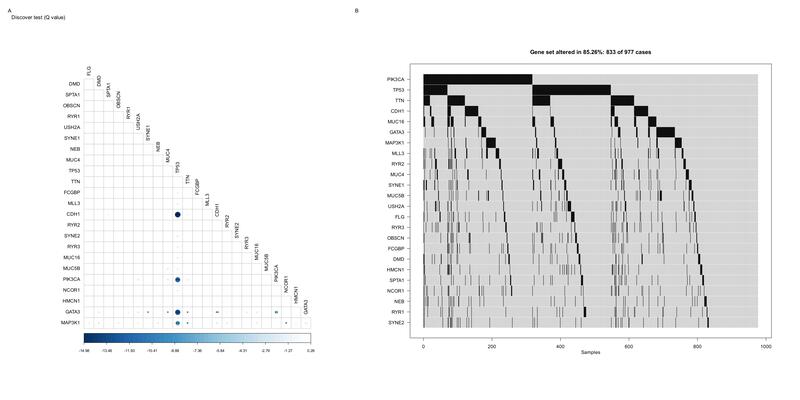 A
Discover test (Q value)
FLG
DMD
DMD
SPTA1
SPTA1
OBSCN
OBSCN
RYR1
RYR1
USH2A
USH2A
SYNE1
SYNE1
NEB
NEB
MUC4
MUC4
TP53
TP53
TTN
TTN
FCGBP
FCGBP
MLL3
MLL3
CDH1
CDH1
RYR2
RYR2
SYNE2
SYNE2
RYR3
RYR3
MUC16
MUC16
MUC5B
MUC5B
PIK3CA
PIK3CA
NCOR1
NCOR1
HMCN1
HMCN1
GATA3
GATA3
MAP3K1
-14.98 -13.46 -11.93 -10.41 -8.89 -7.36 -5.84 -4.31 -2.79 -1.27 0.26
B
Gene set altered in 85.26%: 833 of 977 cases
PIK3CA
TP53
TTN
CDH1
MUC16
GATA3
MAP3K1
MLL3
RYR2
MUC4
SYNE1
MUC5B
USH2A
FLG
RYR3
OBSCN
FCGBP
DMD
HMCN1
SPTA1
NCOR1
NEB
RYR1
SYNE2
0 200 400 600 800 1000
Samples